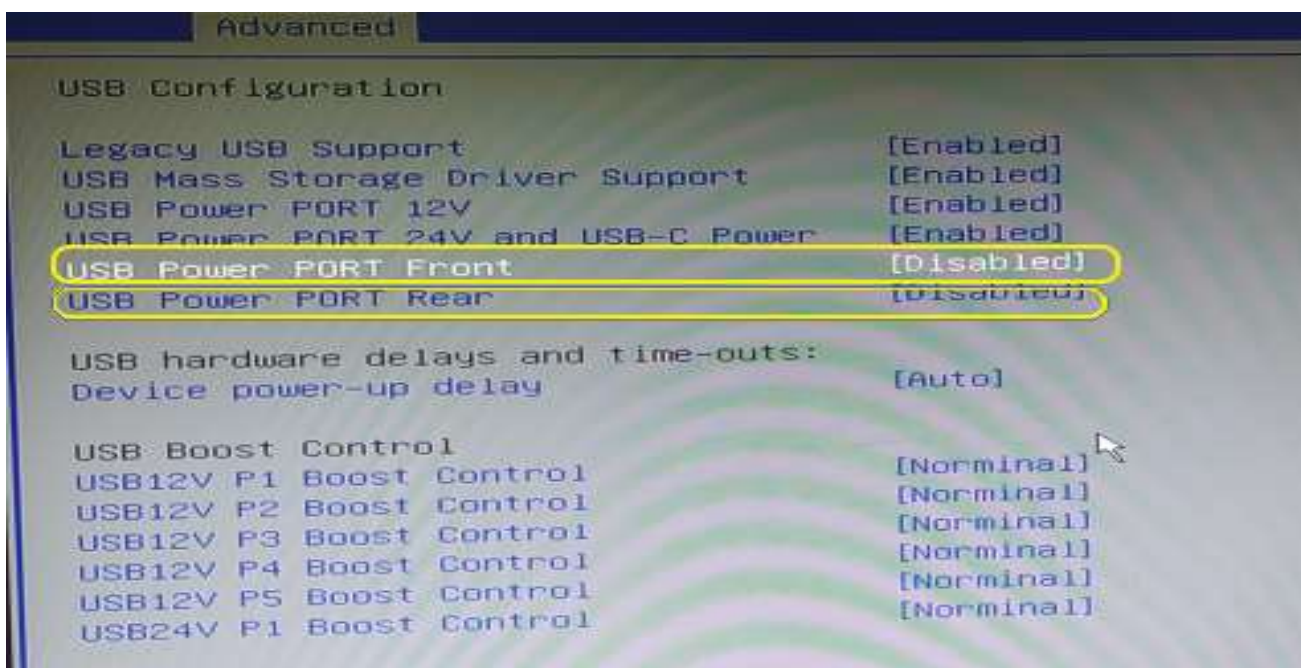 Advanced
USB Configuration
Legacy USB Support [Enabled]
USB Mass Storage Driver Support [Enabled]
USB Power PORT 12V [Enabled]
USB Power PORT 24V and USB-C Power [Enabled]
USB Power PORT Front [Disabled]
USB Power PORT Rear [Disabled]
USB hardware delays and time-outs:
Device power-up delay [Auto]
USB Boost Control
USB12V P1 Boost Control [Norminal]
USB12V P2 Boost Control [Norminal]
USB12V P3 Boost Control [Norminal]
USB12V P4 Boost Control [Norminal]
USB12V P5 Boost Control [Norminal]
USB24V P1 Boost Control [Norminal]